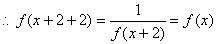 ∴ f(x+2+2) = 1/f(x+2) = f(x)